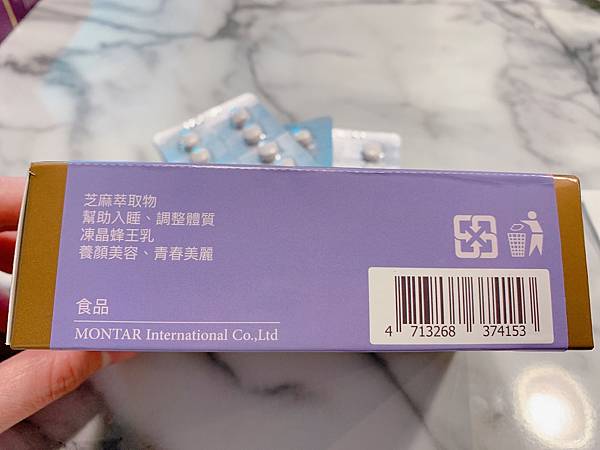 芝麻萃取物
幫助入睡、調整體質
凍晶蜂王乳
養顏美容、青春美麗
食品
MONTAR International Co.,Ltd
4 713268 374153